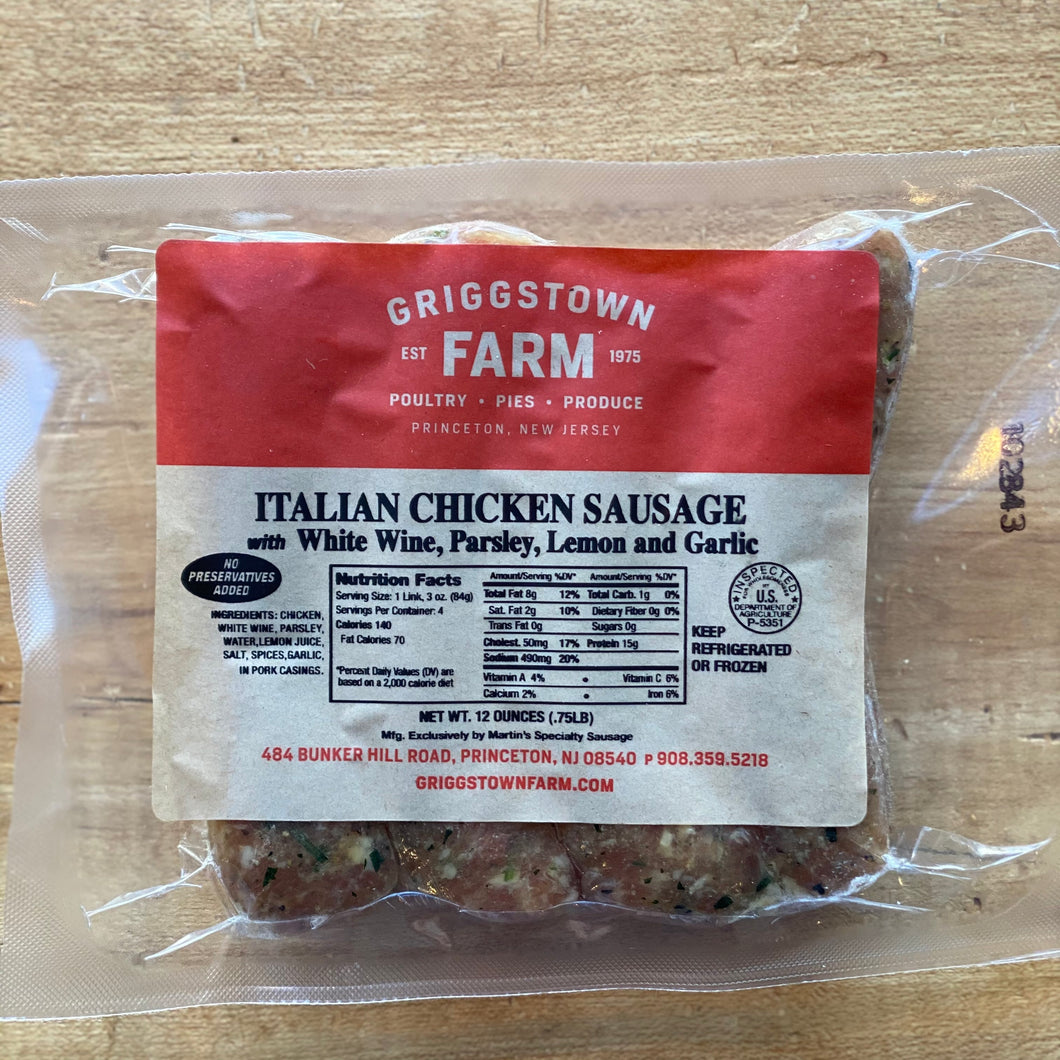 GRIGGSTOWN
EST FARM 1975
POULTRY • PIES • PRODUCE
PRINCETON, NEW JERSEY
ITALIAN CHICKEN SAUSAGE
with White Wine, Parsley, Lemon and Garlic
NO
PRESERVATIVES
ADDED
INGREDIENTS: CHICKEN,
WHITE WINE, PARSLEY,
WATER,LEMON JUICE,
SALT, SPICES,GARLIC,
IN PORK CASINGS.
Nutrition Facts
Serving Size: 1 Link, 3 oz. (84g)
Servings Per Container: 4
Calories 140
Fat Calories 70
*Percent Daily Values (DV) are
based on a 2,000 calorie diet
Amount/Serving %DV* Amount/Serving %DV*
Total Fat 8g 12% Total Carb. 1g 0%
Sat. Fat 2g 10% Dietary Fiber 0g 0%
Trans Fat 0g Sugars 0g
Cholest. 50mg 17% Protein 15g
Sodium 490mg 20%
Vitamin A 4% • Vitamin C 6%
Calcium 2% • Iron 6%
INSPECTED
FOR WHOLESOMENESS
BY
U.S.
DEPARTMENT OF
AGRICULTURE
P-5351
KEEP
REFRIGERATED
OR FROZEN
NET WT. 12 OUNCES (.75LB)
Mfg. Exclusively by Martin's Specialty Sausage
484 BUNKER HILL ROAD, PRINCETON, NJ 08540 P 908.359.5218
GRIGGSTOWNFARM.COM
102843